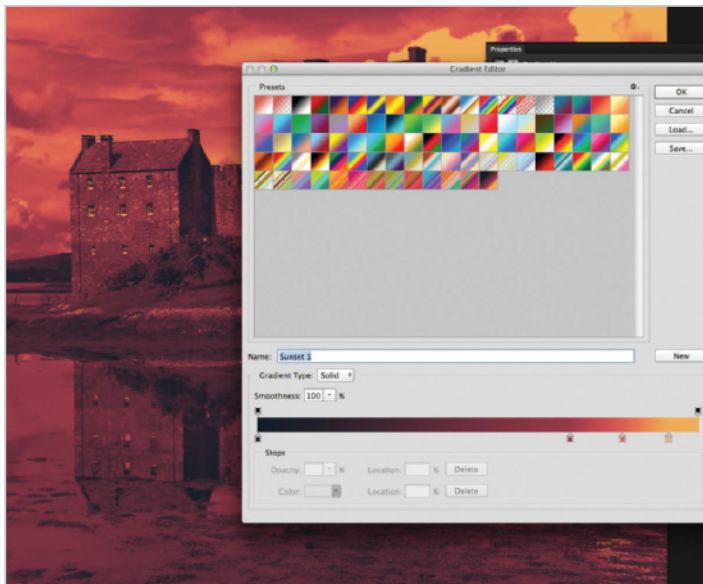 Properties
Gradient Editor
Presets
OK
Cancel
Load...
Save...
Name: Sunset 1
New
Gradient Type: Solid
Smoothness: 100 %
Stops
Opacity: % Location: % Delete
Color: Location: % Delete